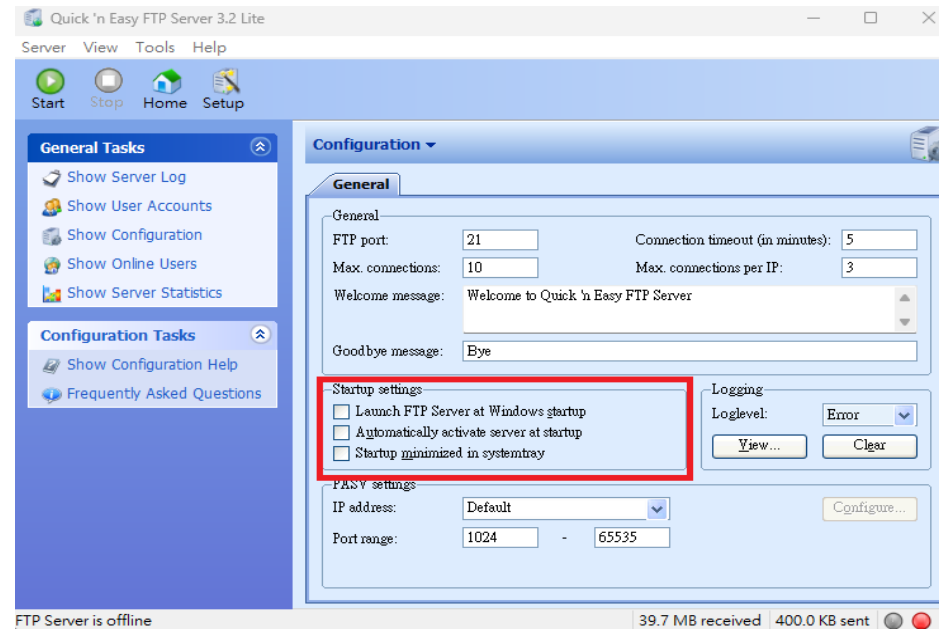 Quick 'n Easy FTP Server 3.2 Lite
Server View Tools Help
Start Stop Home Setup
General Tasks
Show Server Log
Show User Accounts
Show Configuration
Show Online Users
Show Server Statistics
Configuration Tasks
Show Configuration Help
Frequently Asked Questions
Configuration
General
General
FTP port: 21 Connection timeout (in minutes): 5
Max. connections: 10 Max. connections per IP: 3
Welcome message: Welcome to Quick 'n Easy FTP Server
Goodbye message: Bye
Startup settings
Launch FTP Server at Windows startup
Automatically activate server at startup
Startup minimized in systemtray
Logging
Loglevel: Error
View... Clear
PASV settings
IP address: Default Configure...
Port range: 1024 - 65535
FTP Server is offline 39.7 MB received 400.0 KB sent